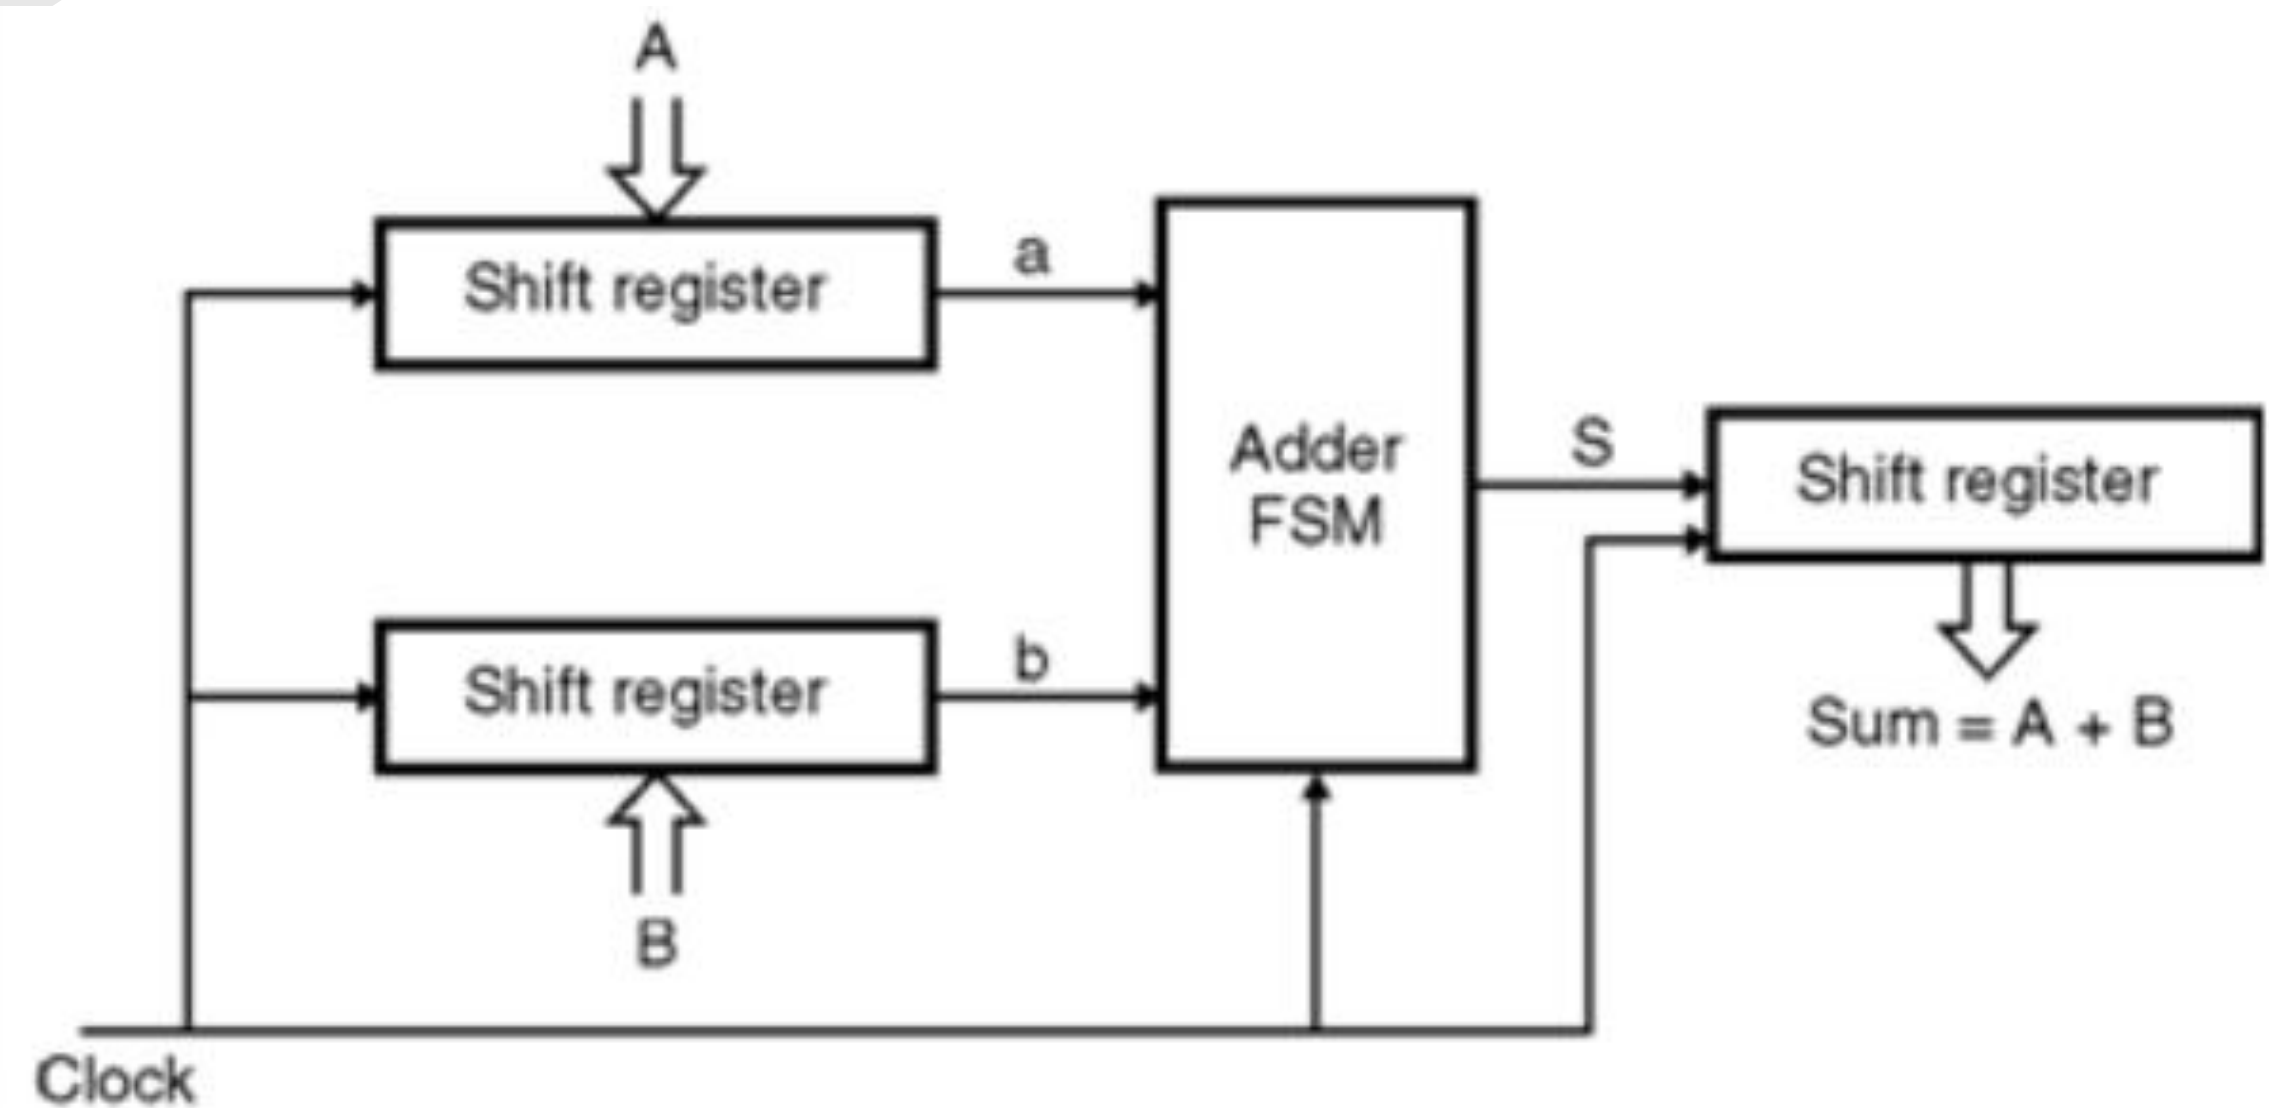 A
Shift register
a
Adder
FSM
S
Shift register
Shift register
b
Sum = A + B
B
Clock